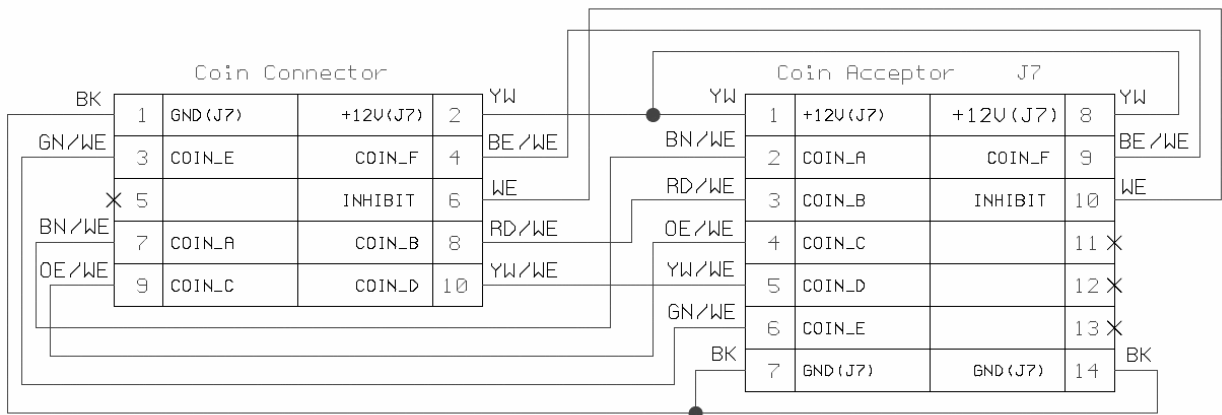 Coin Connector
BK 1 GND(J7) +12V(J7) 2 YW
GN/WE 3 COIN_E COIN_F 4 BE/WE
5 INHIBIT 6 WE
BN/WE 7 COIN_A COIN_B 8 RD/WE
OE/WE 9 COIN_C COIN_D 10 YW/WE
Coin Acceptor J7
YW 1 +12V(J7) +12V(J7) 8 YW
BN/WE 2 COIN_A COIN_F 9 BE/WE
RD/WE 3 COIN_B INHIBIT 10 WE
OE/WE 4 COIN_C 11
YW/WE 5 COIN_D 12
GN/WE 6 COIN_E 13
BK 7 GND(J7) GND(J7) 14 BK